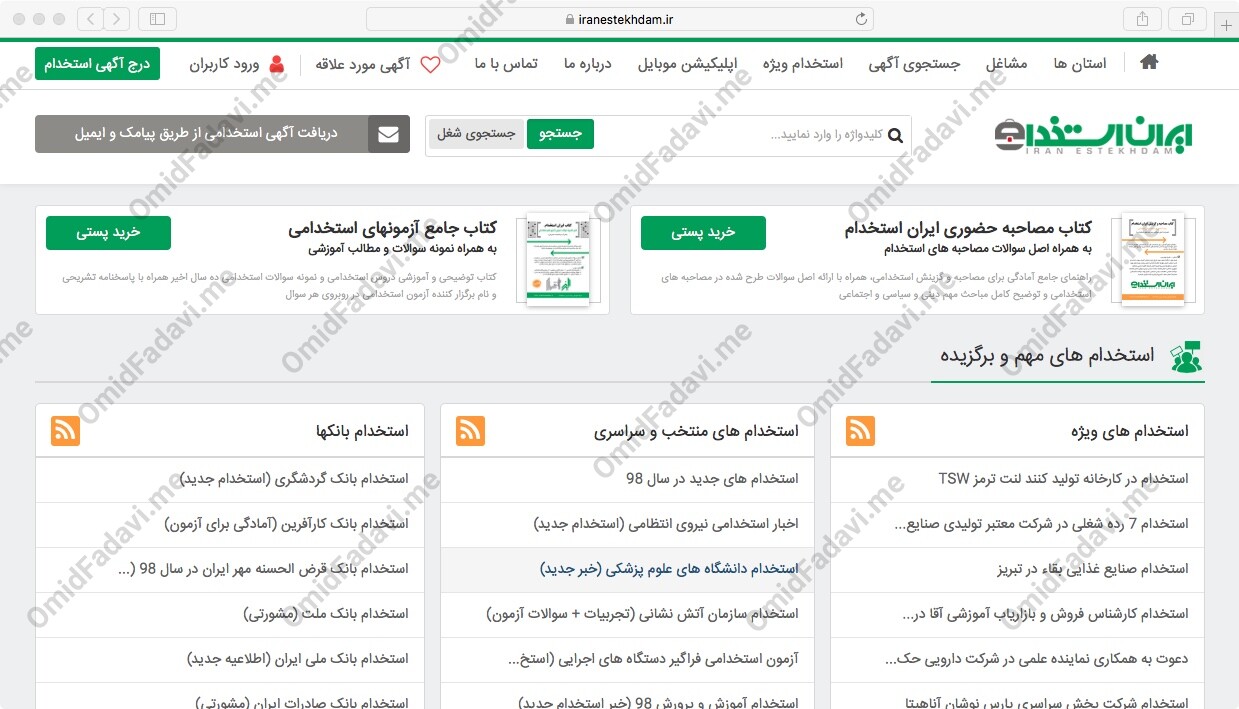 iranestekhdam.ir
استان ها
مشاغل
جستجوی آگهی
استخدام ویژه
اپلیکیشن موبایل
درباره ما
تماس با ما
آگهی مورد علاقه
ورود کاربران
درج آگهی استخدام
ایران استخدام
IRAN ESTEKHDAM
کلیدواژه را وارد نمایید...
جستجو
جستجوی شغل
دریافت آگهی استخدامی از طریق پیامک و ایمیل
کتاب مصاحبه حضوری ایران استخدام
به همراه اصل سوالات مصاحبه های استخدام
راهنمای جامع آمادگی برای مصاحبه و گزینش استخدامی، همراه با ارائه اصل سوالات طرح شده در مصاحبه های
استخدامی و توضیح کامل مباحث مهم دینی و سیاسی و اجتماعی
خرید پستی
کتاب جامع آزمونهای استخدامی
به همراه نمونه سوالات و مطالب آموزشی
کتاب توضیحی و آموزشی دروس استخدامی و نمونه سوالات استخدامی ده سال اخیر همراه با پاسخنامه تشریحی
و نام برگزار کننده آزمون استخدامی در روبروی هر سوال
خرید پستی
استخدام های مهم و برگزیده
استخدام های ویژه
استخدام در کارخانه تولید کنند لنت ترمز TSW
استخدام 7 رده شغلی در شرکت معتبر تولیدی صنایع...
استخدام صنایع غذایی بقاء در تبریز
استخدام کارشناس فروش و بازاریاب آموزشی آقا در...
دعوت به همکاری نماینده علمی در شرکت دارویی حک...
استخدام شرکت پخش سراسری پارس نوشان آناهیتا
استخدام های منتخب و سراسری
استخدام های جدید در سال 98
اخبار استخدامی نیروی انتظامی (استخدام جدید)
استخدام دانشگاه های علوم پزشکی (خبر جدید)
استخدام سازمان آتش نشانی (تجربیات + سوالات آزمون)
آزمون استخدامی فراگیر دستگاه های اجرایی (استخ...
استخدام آموزش و پرورش 98 (خبر استخدام جدید)
استخدام بانکها
استخدام بانک گردشگری (استخدام جدید)
استخدام بانک کارآفرین (آمادگی برای آزمون)
استخدام بانک قرض الحسنه مهر ایران در سال 98 (...
استخدام بانک ملت (مشورتی)
استخدام بانک ملی ایران (اطلاعیه جدید)
استخدام بانک صادرات ایران (مشورتی)
OmidFadavi.me